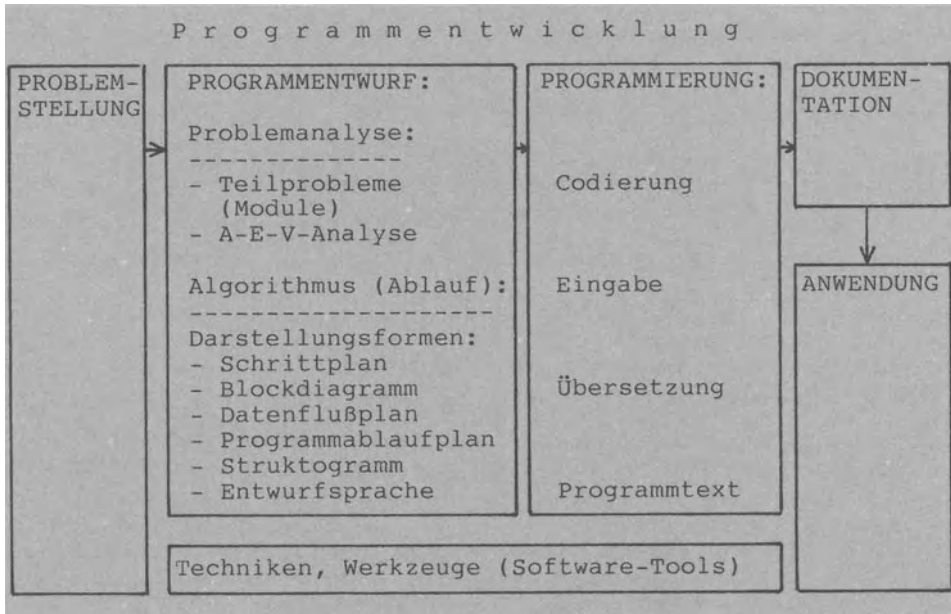 Programmentwicklung
PROBLEM-
STELLUNG
PROGRAMMENTWURF:
Problemanalyse:
- Teilprobleme
(Module)
- A-E-V-Analyse
Algorithmus (Ablauf):
Darstellungsformen:
- Schrittplan
- Blockdiagramm
- Datenflußplan
- Programmablaufplan
- Struktogramm
- Entwurfsprache
PROGRAMMIERUNG:
Codierung
Eingabe
Übersetzung
Programmtext
DOKUMEN-
TATION
ANWENDUNG
Techniken, Werkzeuge (Software-Tools)